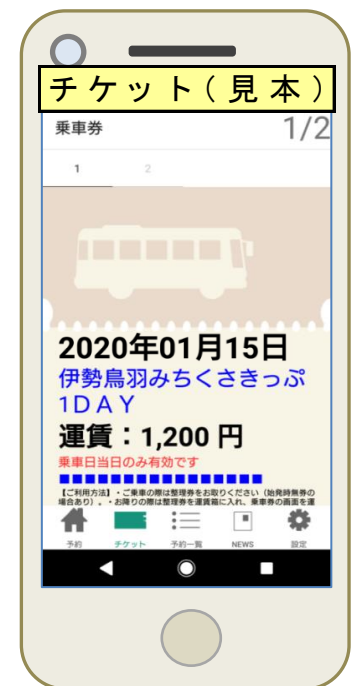 チケット(見本)
乗車券 1/2
1 2
2020年01月15日
伊勢鳥羽みちくさきっぷ
1DAY
運賃：1,200 円
乗車日当日のみ有効です
■■■■■■■■■■■■■■■■
【ご利用方法】・ご乗車の際は整理券をお取りください（始発時無券の
場合あり）。・お降りの際は整理券を運賃箱に入れ、乗車券の画面を運
予約 チケット 予約一覧 NEWS 設定